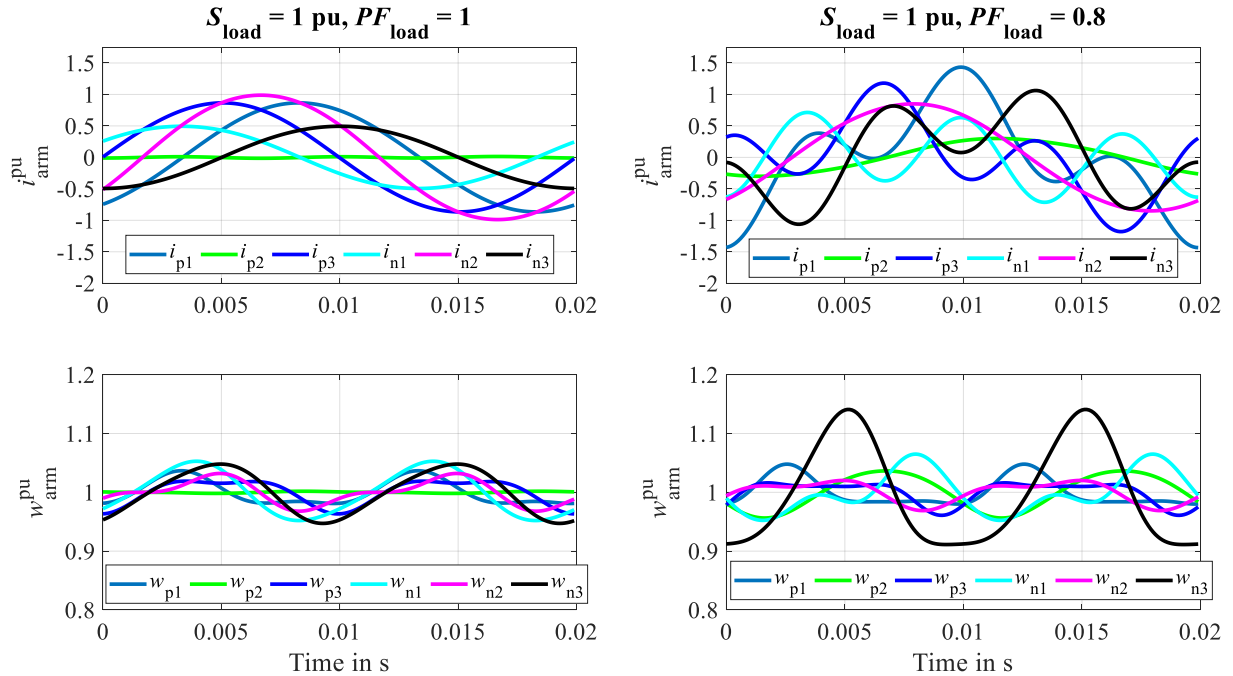 S_load = 1 pu, PF_load = 1
1.5
1
0.5
0
-0.5
-1
-1.5
-2
i^pu_arm
i_p1 i_p2 i_p3 i_n1 i_n2 i_n3
0 0.005 0.01 0.015 0.02
S_load = 1 pu, PF_load = 0.8
1.5
1
0.5
0
-0.5
-1
-1.5
-2
i^pu_arm
i_p1 i_p2 i_p3 i_n1 i_n2 i_n3
0 0.005 0.01 0.015 0.02
1.2
1.1
1
0.9
0.8
w^pu_arm
w_p1 w_p2 w_p3 w_n1 w_n2 w_n3
0 0.005 0.01 0.015 0.02
Time in s
1.2
1.1
1
0.9
0.8
w^pu_arm
w_p1 w_p2 w_p3 w_n1 w_n2 w_n3
0 0.005 0.01 0.015 0.02
Time in s